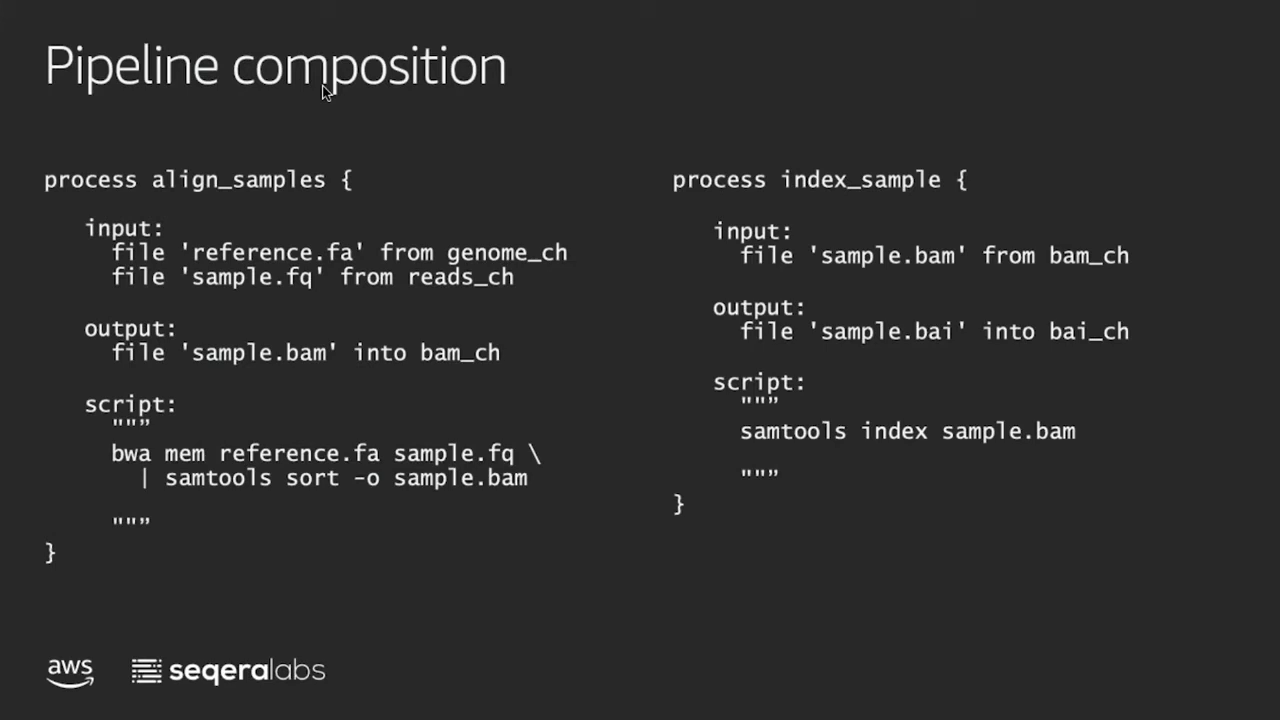 Pipeline composition
process align_samples {
input:
file 'reference.fa' from genome_ch
file 'sample.fq' from reads_ch
output:
file 'sample.bam' into bam_ch
script:
""”
bwa mem reference.fa sample.fq \
| samtools sort -o sample.bam
""”
}
process index_sample {
input:
file 'sample.bam' from bam_ch
output:
file 'sample.bai' into bai_ch
script:
""”
samtools index sample.bam
""”
}
aws
seqeralabs